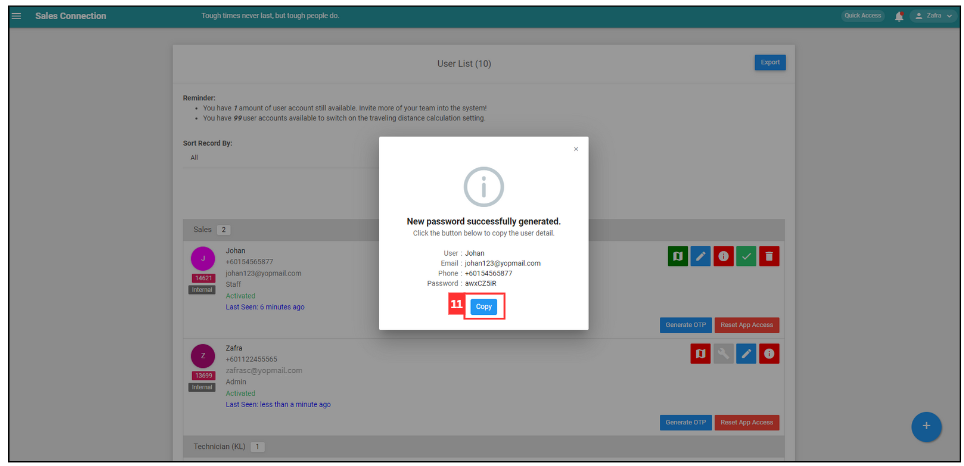 Sales Connection
Tough times never last, but tough people do.
Quick Access
Zafra
User List (10)
Export
Reminder:
You have 1 amount of user account still available. Invite more of your team into the system!
You have 99 user accounts available to switch on the traveling distance calculation setting.
Sort Record By:
All
×
i
New password successfully generated.
Click the button below to copy the user detail.
User : Johan
Email : johan123@yopmail.com
Phone : +60154565877
Password : awxCZ5iR
11 Copy
Sales 2
J
14621
Internal
Johan
+60154565877
johan123@yopmail.com
Staff
Activated
Last Seen: 6 minutes ago
Generate OTP
Reset App Access
Z
13699
Internal
Zafra
+601122455565
zafrasc@yopmail.com
Admin
Activated
Last Seen: less than a minute ago
Generate OTP
Reset App Access
Technician (KL) 1
+